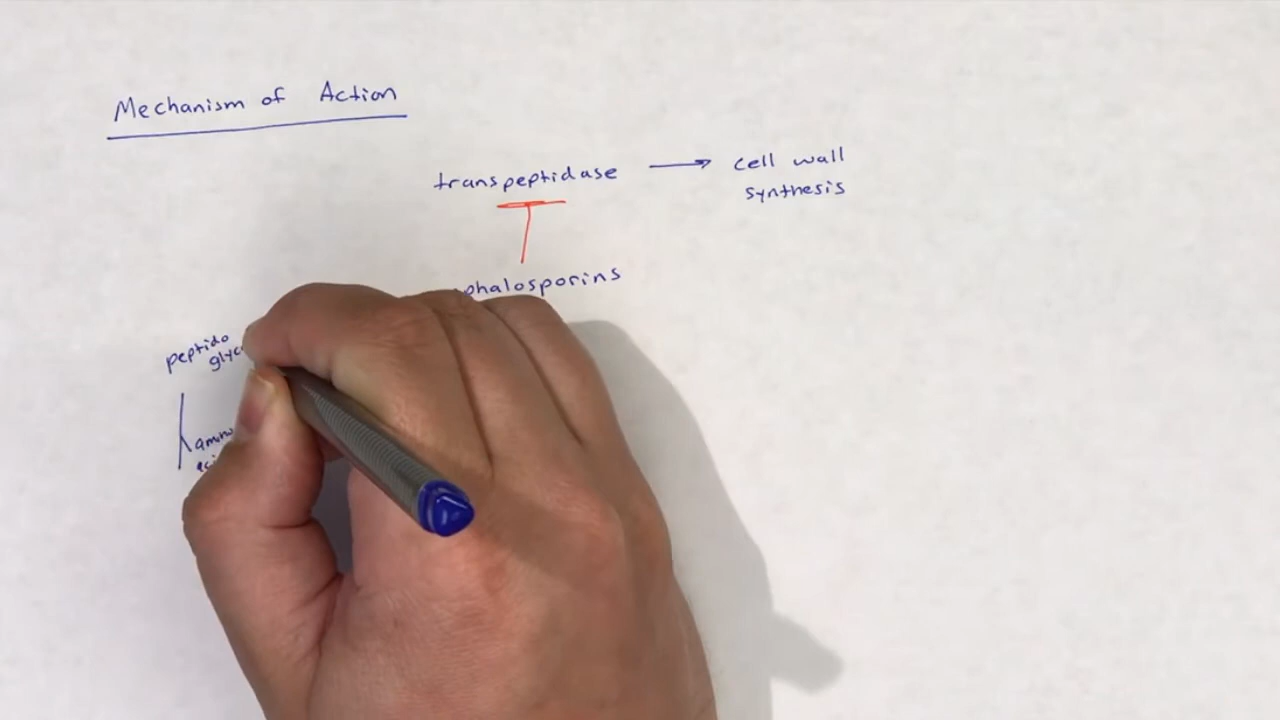 Mechanism of Action
transpeptidase
cell wall
synthesis
phalosporins
peptido
glyc
amino